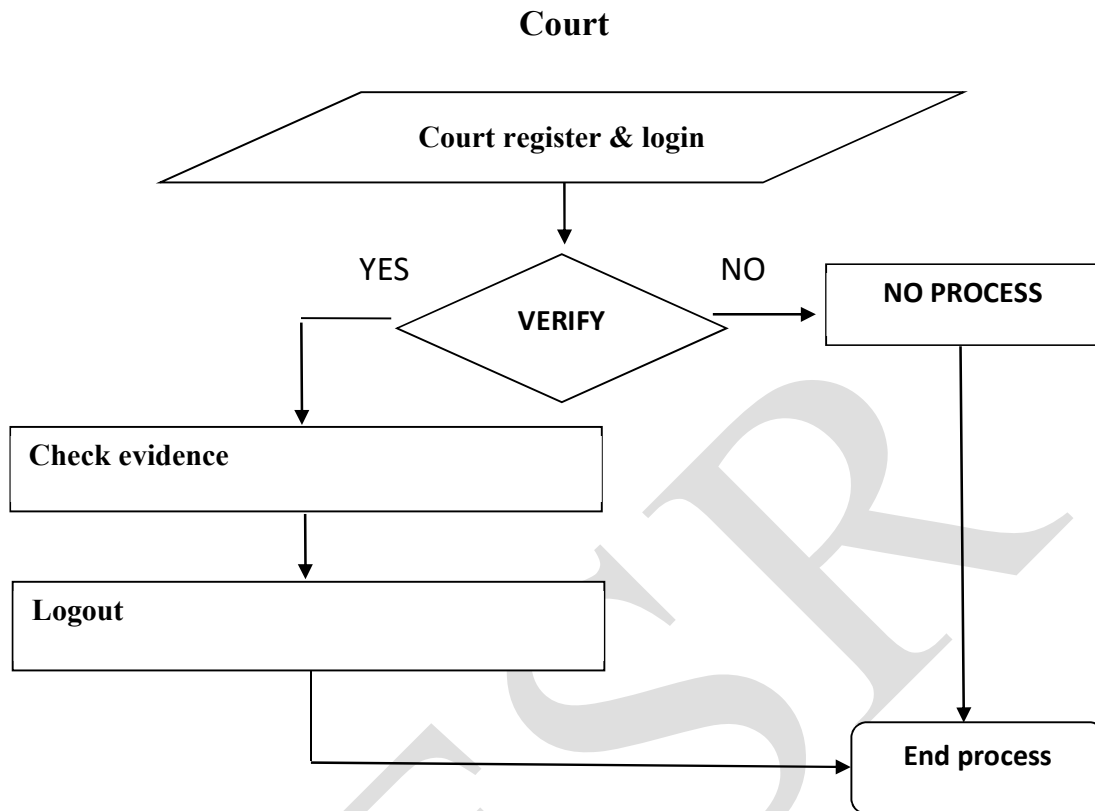 Court
Court register & login
YES
NO
VERIFY
NO PROCESS
Check evidence
Logout
End process